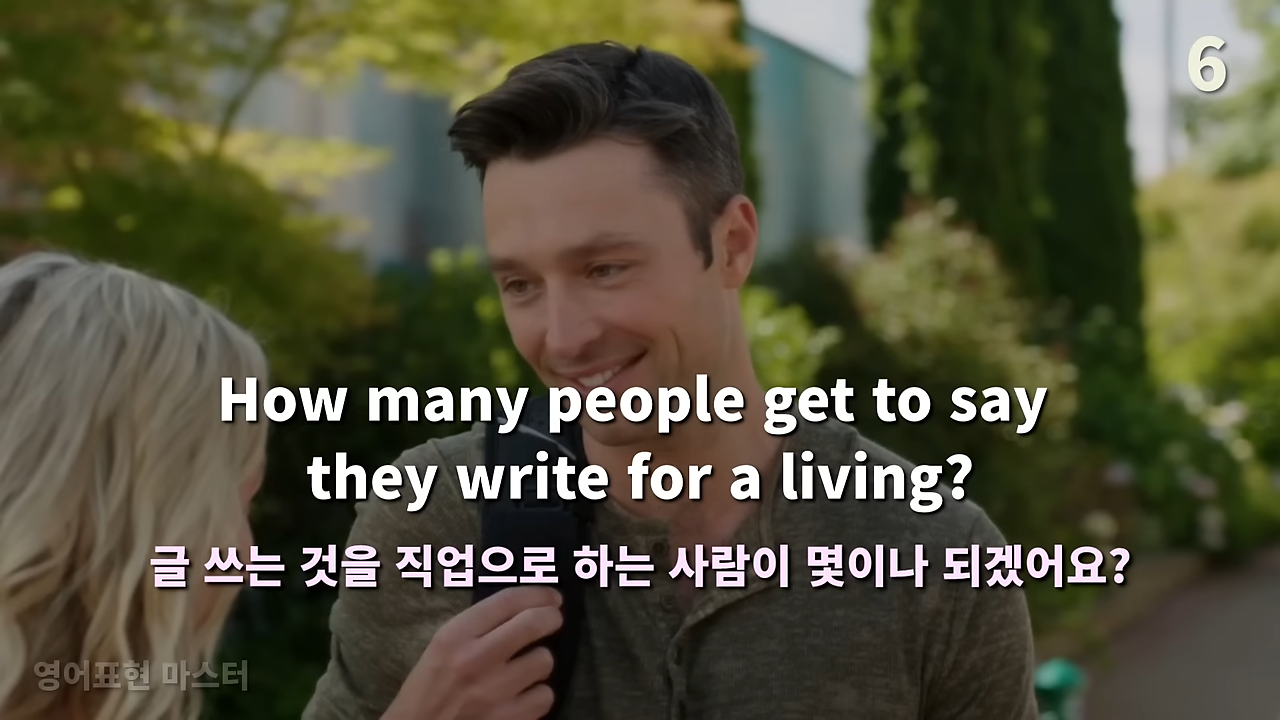 6
How many people get to say
they write for a living?
글 쓰는 것을 직업으로 하는 사람이 몇이나 되겠어요?
영어표현 마스터